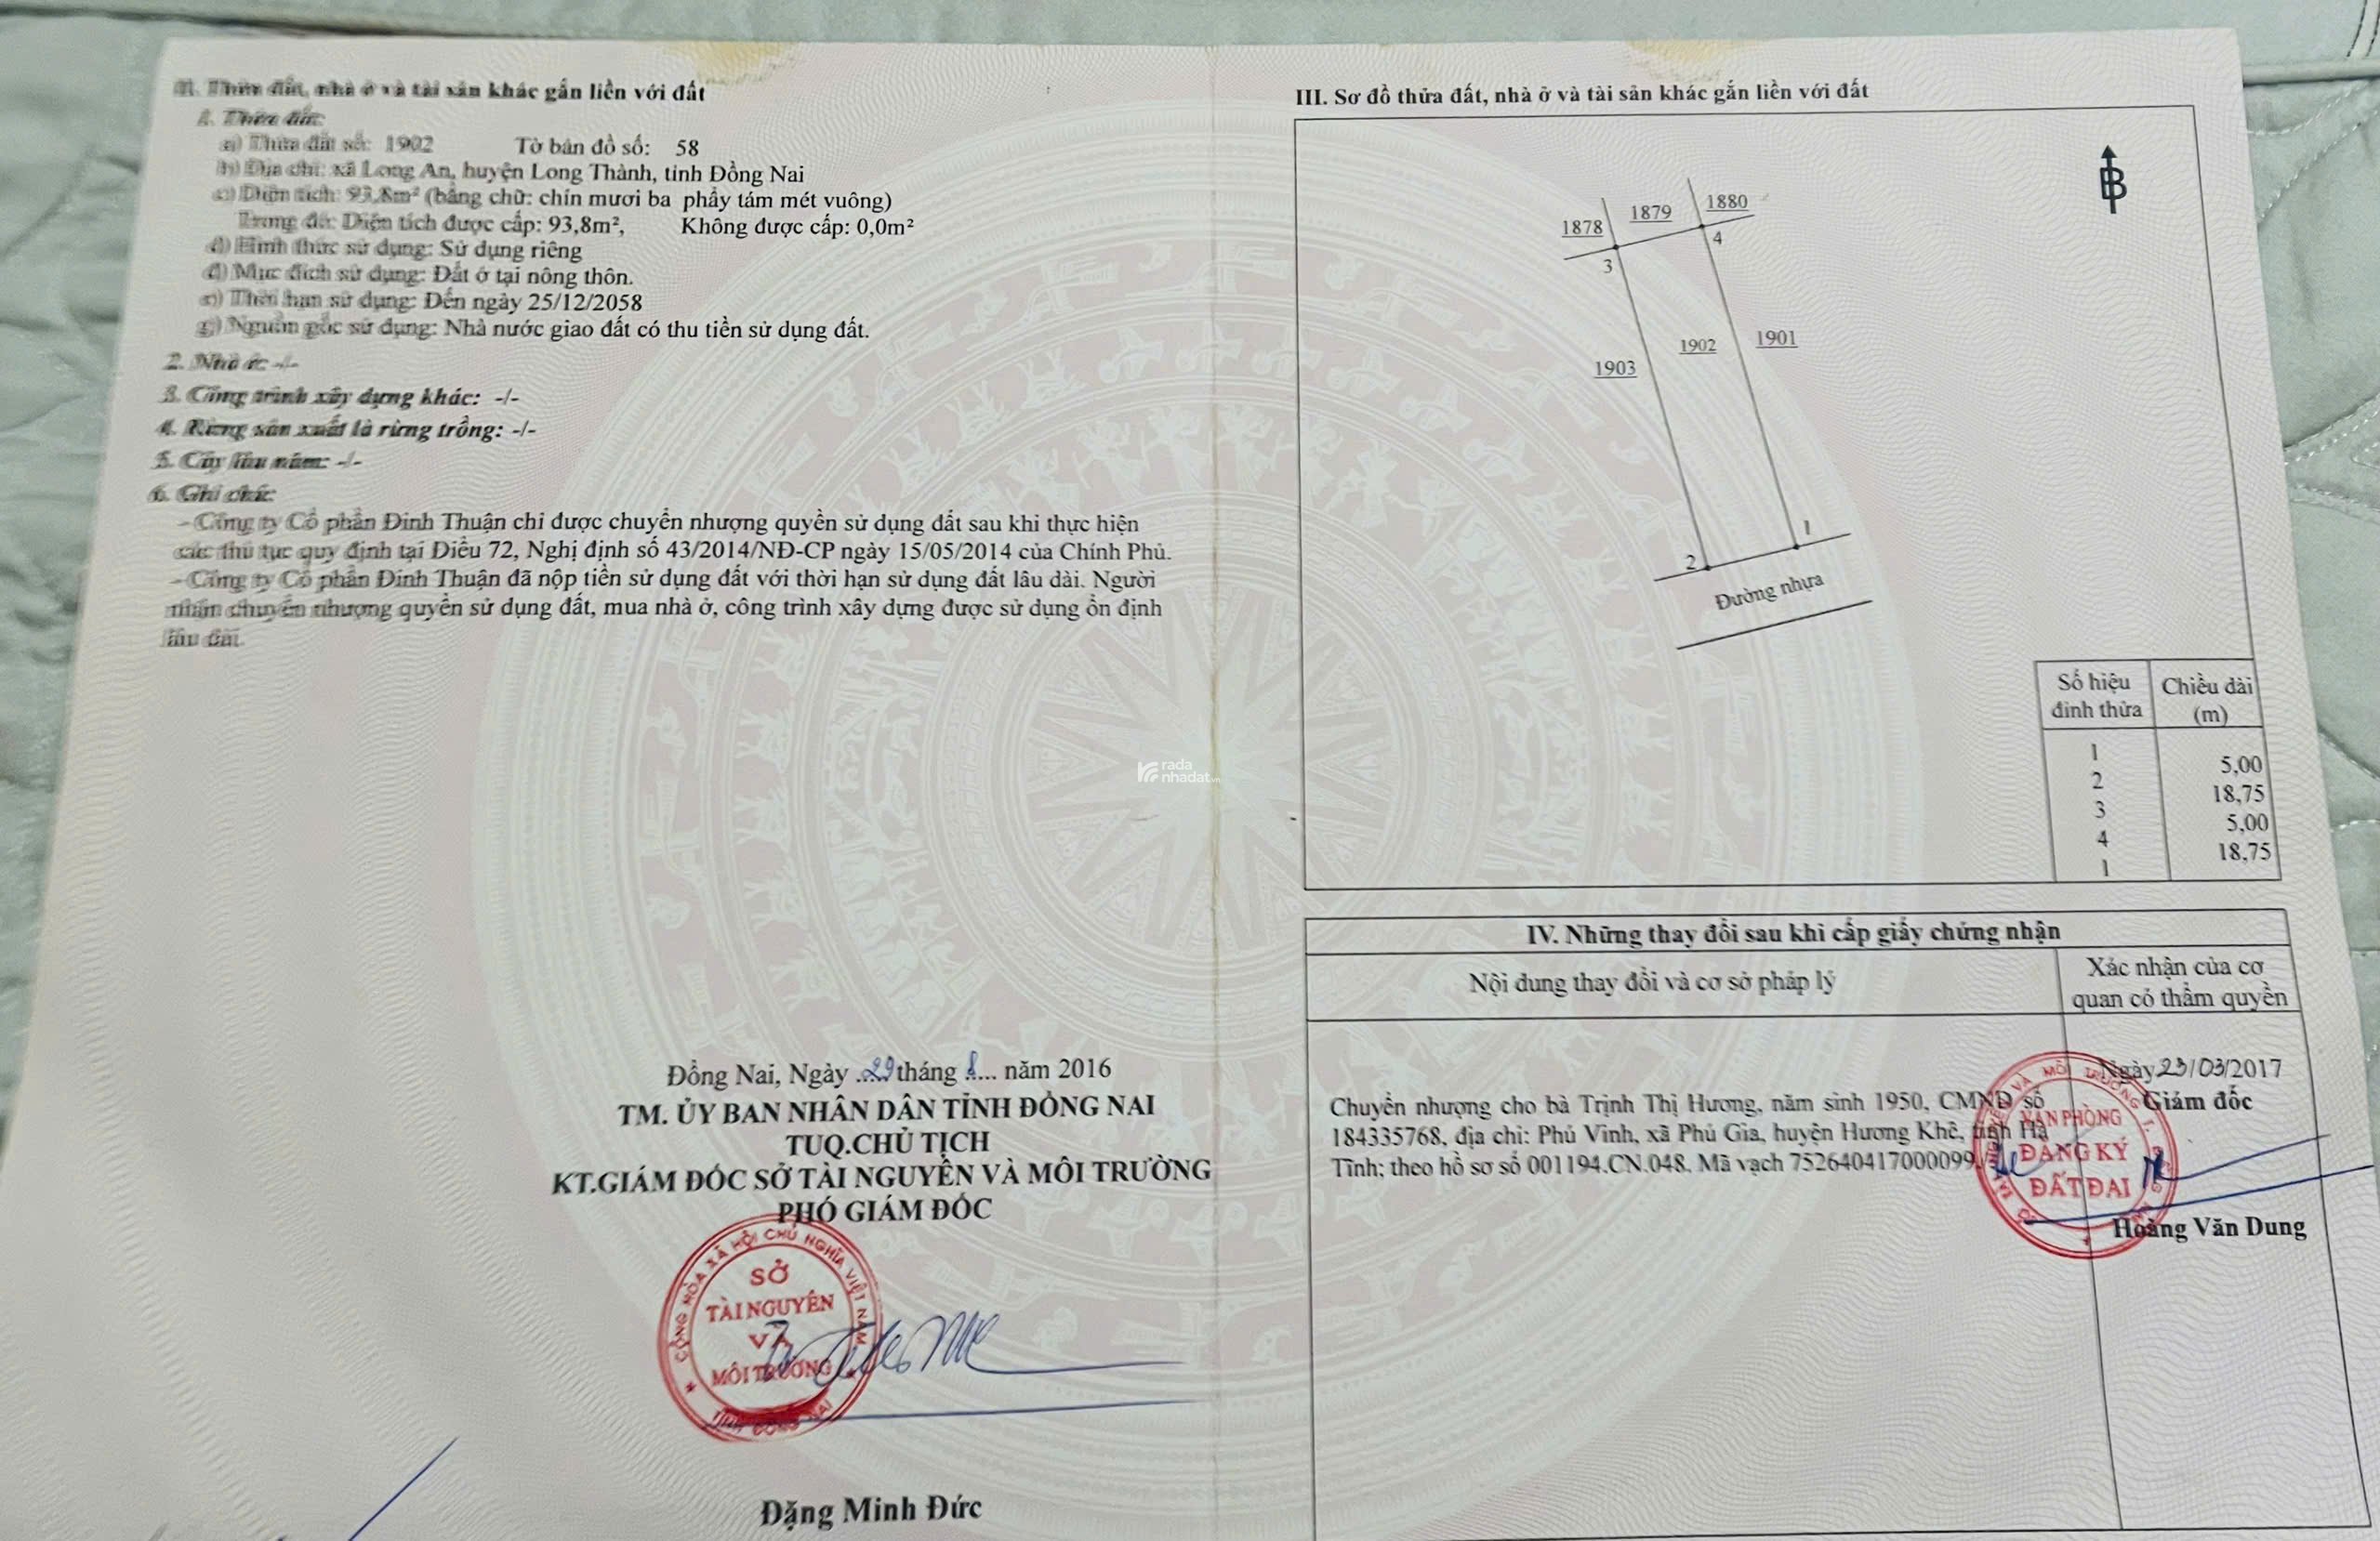 II. Thửa đất, nhà ở và tài sản khác gắn liền với đất
1. Thửa đất:
a) Thửa đất số: 1902 Tờ bản đồ số: 58
b) Địa chỉ: xã Long An, huyện Long Thành, tỉnh Đồng Nai
c) Diện tích: 93,8m² (bằng chữ: chín mươi ba phẩy tám mét vuông)
Trong đó: Diện tích được cấp: 93,8m², Không được cấp: 0,0m²
d) Hình thức sử dụng: Sử dụng riêng
đ) Mục đích sử dụng: Đất ở tại nông thôn.
e) Thời hạn sử dụng: Đến ngày 25/12/2058
g) Nguồn gốc sử dụng: Nhà nước giao đất có thu tiền sử dụng đất.
2. Nhà ở: -/-
3. Công trình xây dựng khác: -/-
4. Rừng sản xuất là rừng trồng: -/-
5. Cây lâu năm: -/-
6. Ghi chú:
- Công ty Cổ phần Đinh Thuận chỉ được chuyển nhượng quyền sử dụng đất sau khi thực hiện
các thủ tục quy định tại Điều 72, Nghị định số 43/2014/NĐ-CP ngày 15/05/2014 của Chính Phủ.
- Công ty Cổ phần Đinh Thuận đã nộp tiền sử dụng đất với thời hạn sử dụng đất lâu dài. Người
nhận chuyển nhượng quyền sử dụng đất, mua nhà ở, công trình xây dựng được sử dụng ổn định
lâu dài.
Đồng Nai, Ngày 29 tháng 8 năm 2016
TM. ỦY BAN NHÂN DÂN TỈNH ĐỒNG NAI
TUQ.CHỦ TỊCH
KT.GIÁM ĐỐC SỞ TÀI NGUYÊN VÀ MÔI TRƯỜNG
PHÓ GIÁM ĐỐC
CỘNG HÒA XÃ HỘI CHỦ NGHĨA VIỆT NAM
SỞ
TÀI NGUYÊN
VÀ
MÔI TRƯỜNG
TỈNH ĐỒNG NAI
Đặng Minh Đức
III. Sơ đồ thửa đất, nhà ở và tài sản khác gắn liền với đất
B
1878
1879
1880
3
4
1903
1902
1901
2
1
Đường nhựa
Số hiệu đỉnh thửa
Chiều dài (m)
1
5,00
2
18,75
3
5,00
4
18,75
1
rada
nhadat.vn
IV. Những thay đổi sau khi cấp giấy chứng nhận
Nội dung thay đổi và cơ sở pháp lý
Xác nhận của cơ
quan có thẩm quyền
Chuyển nhượng cho bà Trịnh Thị Hương, năm sinh 1950, CMND số
184335768, địa chỉ: Phú Vinh, xã Phú Gia, huyện Hương Khê, tỉnh Hà
Tĩnh; theo hồ sơ số 001194.CN.048. Mã vạch 752640417000099
Ngày 23/03/2017
Giám đốc
VĂN PHÒNG
ĐĂNG KÝ
ĐẤT ĐAI
Hoàng Văn Dung